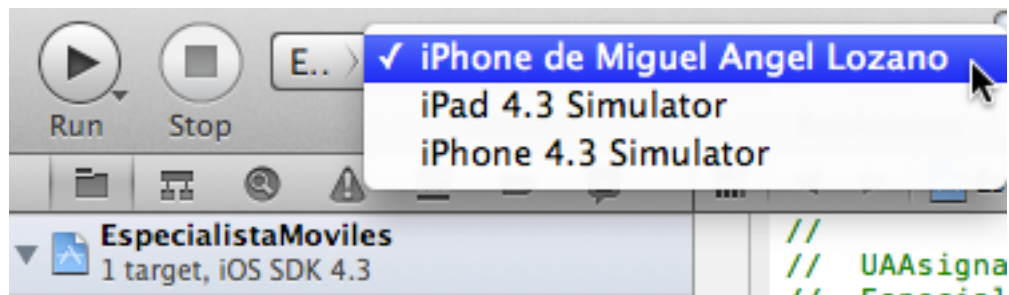 E..
✓ iPhone de Miguel Angel Lozano
iPad 4.3 Simulator
iPhone 4.3 Simulator
Run
Stop
EspecialistaMoviles
1 target, iOS SDK 4.3
//
// UAAsigna
//